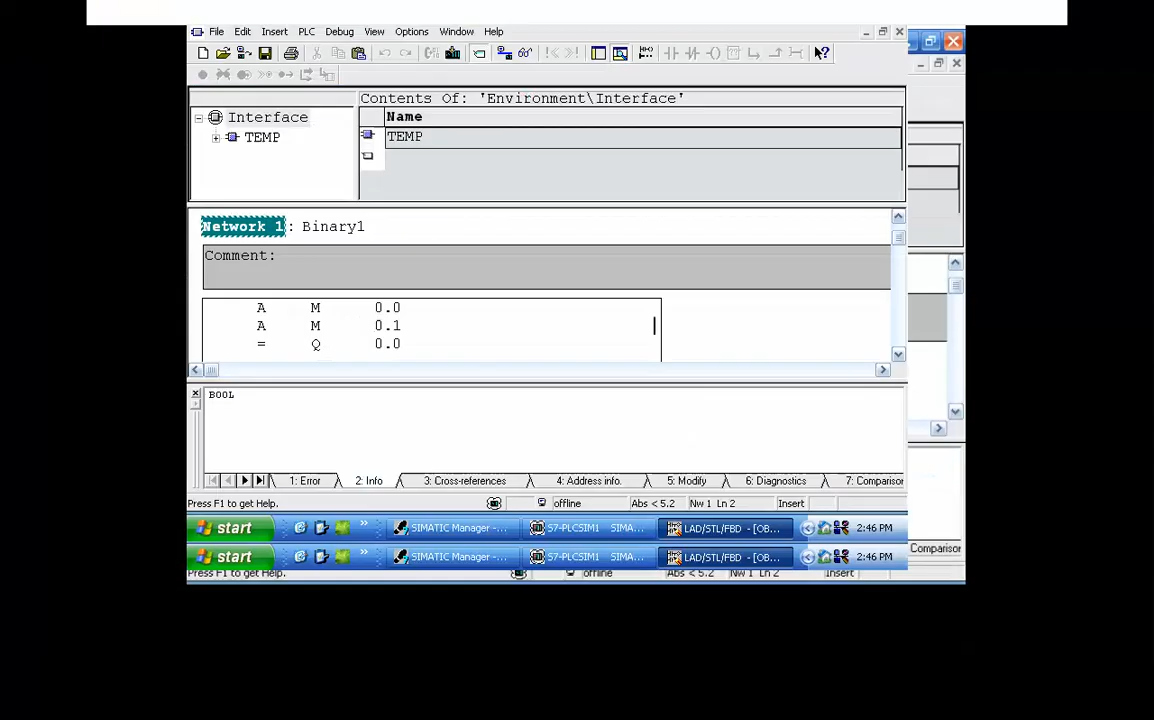 File Edit Insert PLC Debug View Options Window Help
Contents Of: 'Environment\Interface'
Interface
Name
TEMP
TEMP
Network 1: Binary1
Comment:
A M 0.0
A M 0.1
= Q 0.0
BOOL
1: Error 2: Info 3: Cross-references 4: Address info. 5: Modify 6: Diagnostics 7: Comparison
Press F1 to get Help. offline Abs < 5.2 Nw 1 Ln 2 Insert
start SIMATIC Manager -... S7-PLCSIM1 SIMA... LAD/STL/FBD - [OB... 2:46 PM
start SIMATIC Manager -... S7-PLCSIM1 SIMA... LAD/STL/FBD - [OB... 2:46 PM
Comparison
Press F1 to get Help. offline Abs < 5.2 Nw 1 Ln 2 Insert